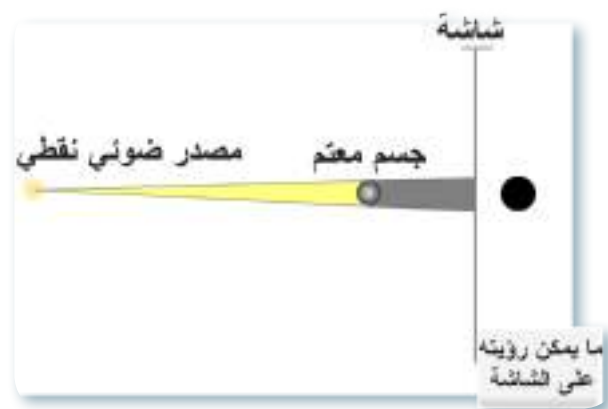 شاشة
مصدر ضوئي نقطي
جسم معتم
ما يمكن رؤيته
على الشاشة